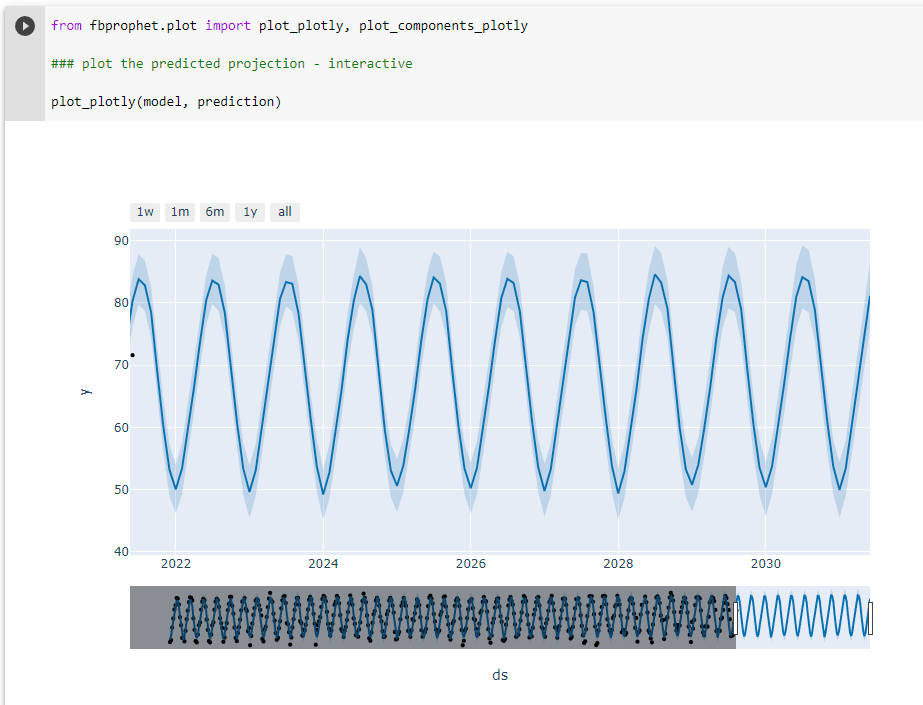 from fbprophet.plot import plot_plotly, plot_components_plotly
### plot the predicted projection - interactive
plot_plotly(model, prediction)
1w 1m 6m 1y all
90
80
70
60
50
40
y
2022 2024 2026 2028 2030
ds